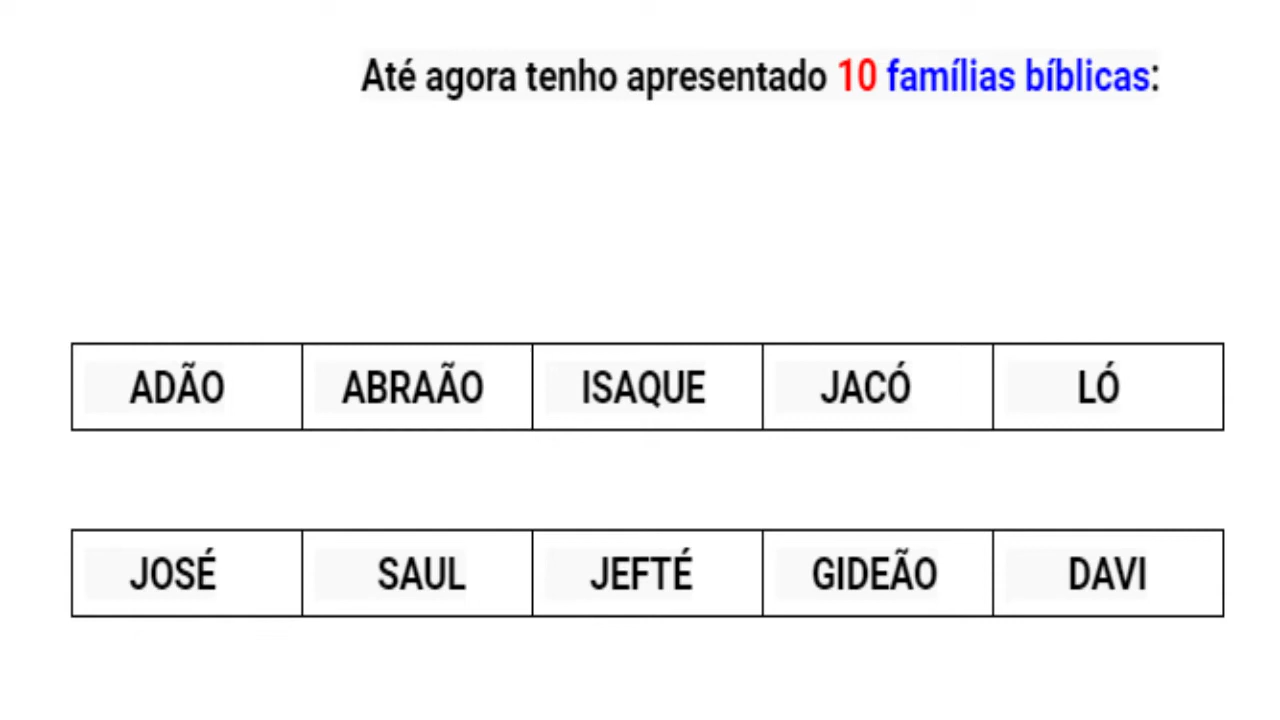 Até agora tenho apresentado 10 famílias bíblicas:
ADÃO ABRAÃO ISAQUE JACÓ LÓ
JOSÉ SAUL JEFTÉ GIDEÃO DAVI